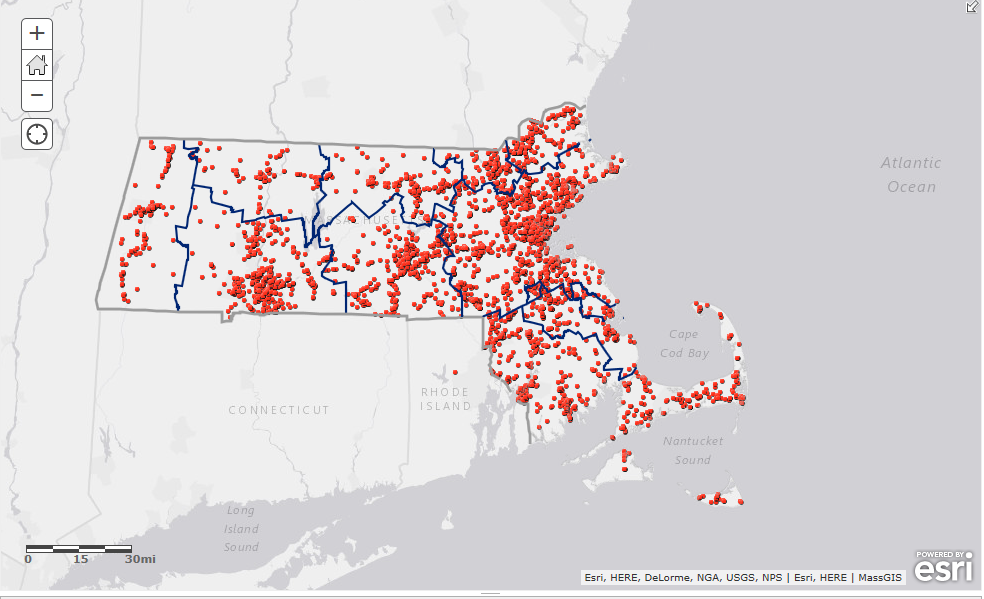 +
−
Atlantic
Ocean
MASSACHUSE
Cape
Cod Bay
RHODE
ISLAND
CONNECTICUT
Nantucket
Sound
Long
Island
Sound
0 15 30mi
POWERED BY
esri
Esri, HERE, DeLorme, NGA, USGS, NPS | Esri, HERE | MassGIS